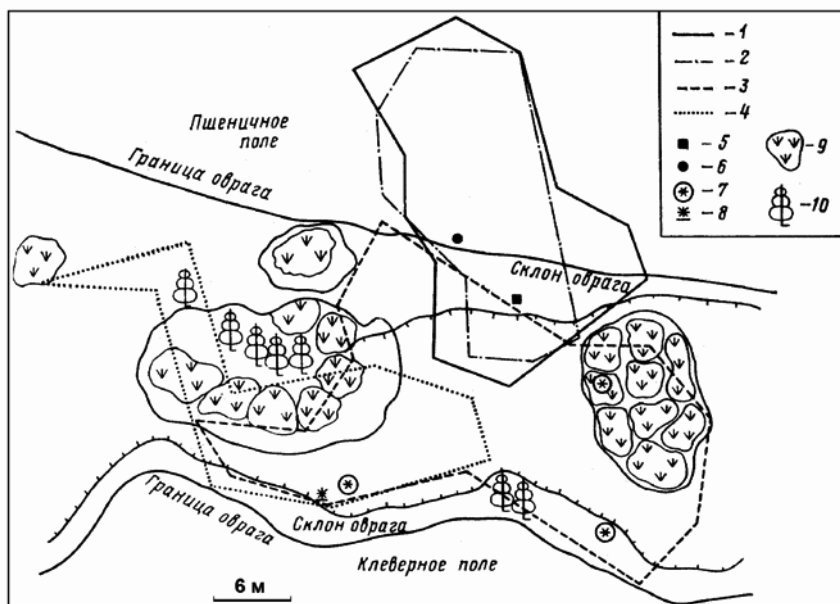 Пшеничное
поле
Граница оврага
Склон оврага
Граница оврага
Склон оврага
Клеверное поле
6 м
– 1
– 2
– 3
– 4
– 5
– 6
– 7
– 8
– 9
– 10